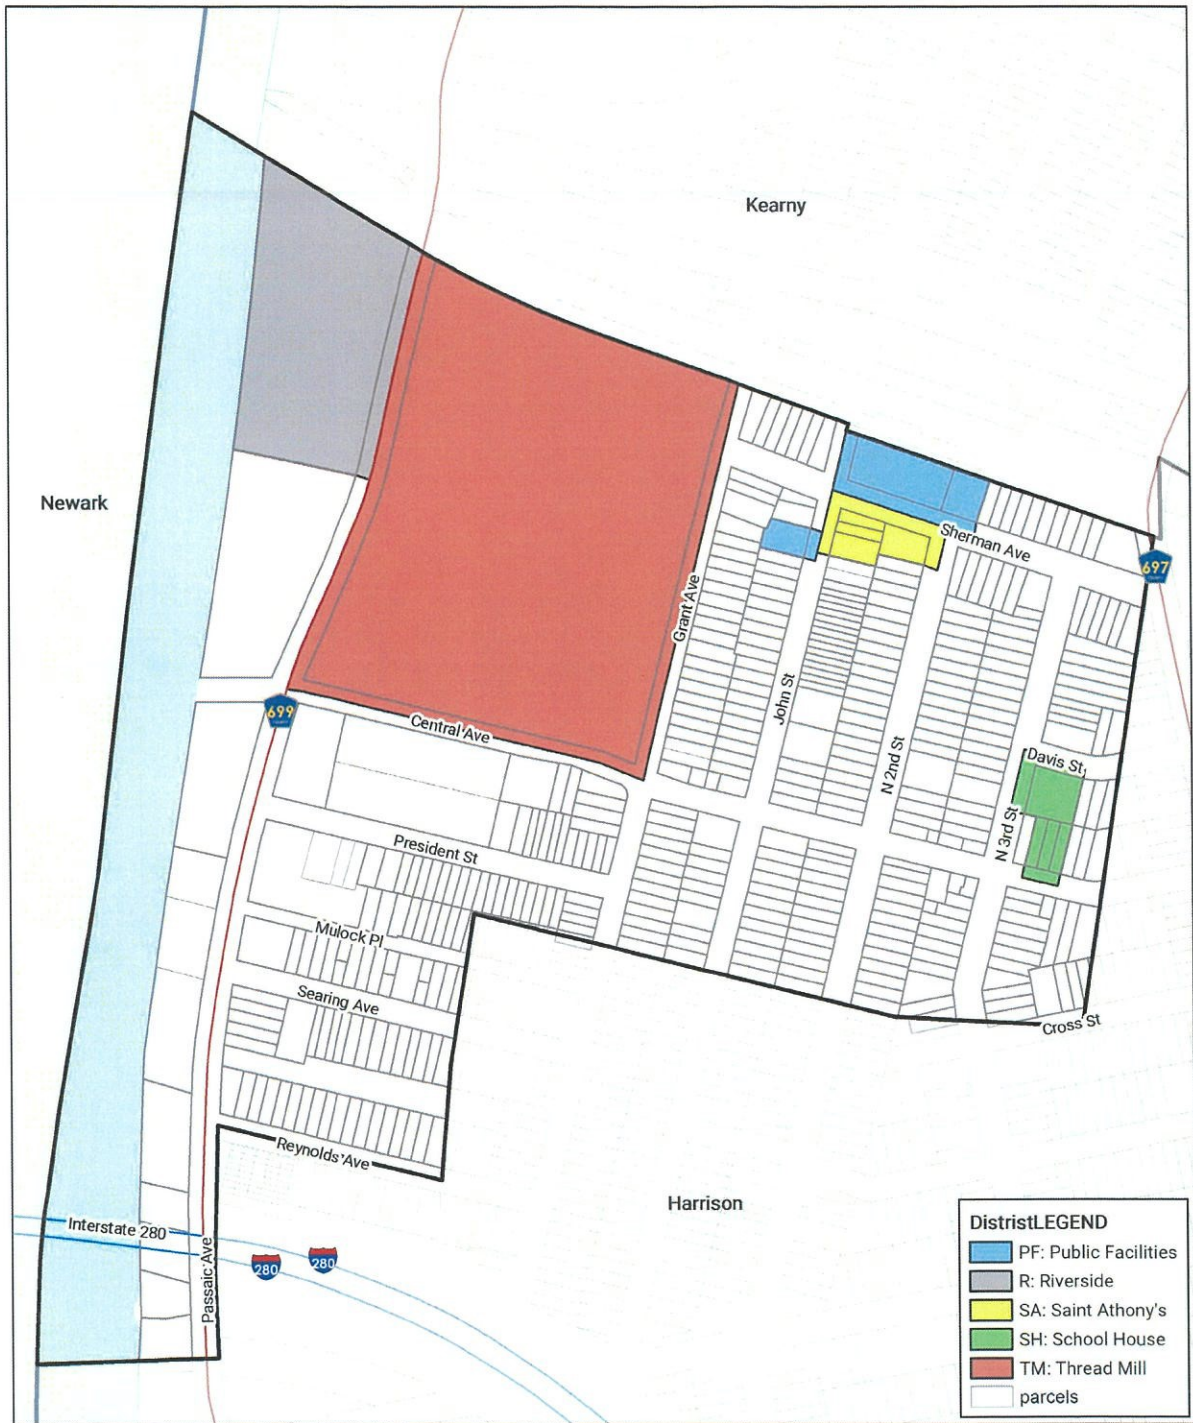 Kearny
Newark
Sherman Ave
697
Grant Ave
John St
699
Central Ave
N 2nd St
Davis St
N 3rd St
President St
Mulock Pl
Searing Ave
Cross St
Reynolds Ave
Harrison
Interstate 280
280
280
Passaic Ave
DistristLEGEND
PF: Public Facilities
R: Riverside
SA: Saint Athony's
SH: School House
TM: Thread Mill
parcels